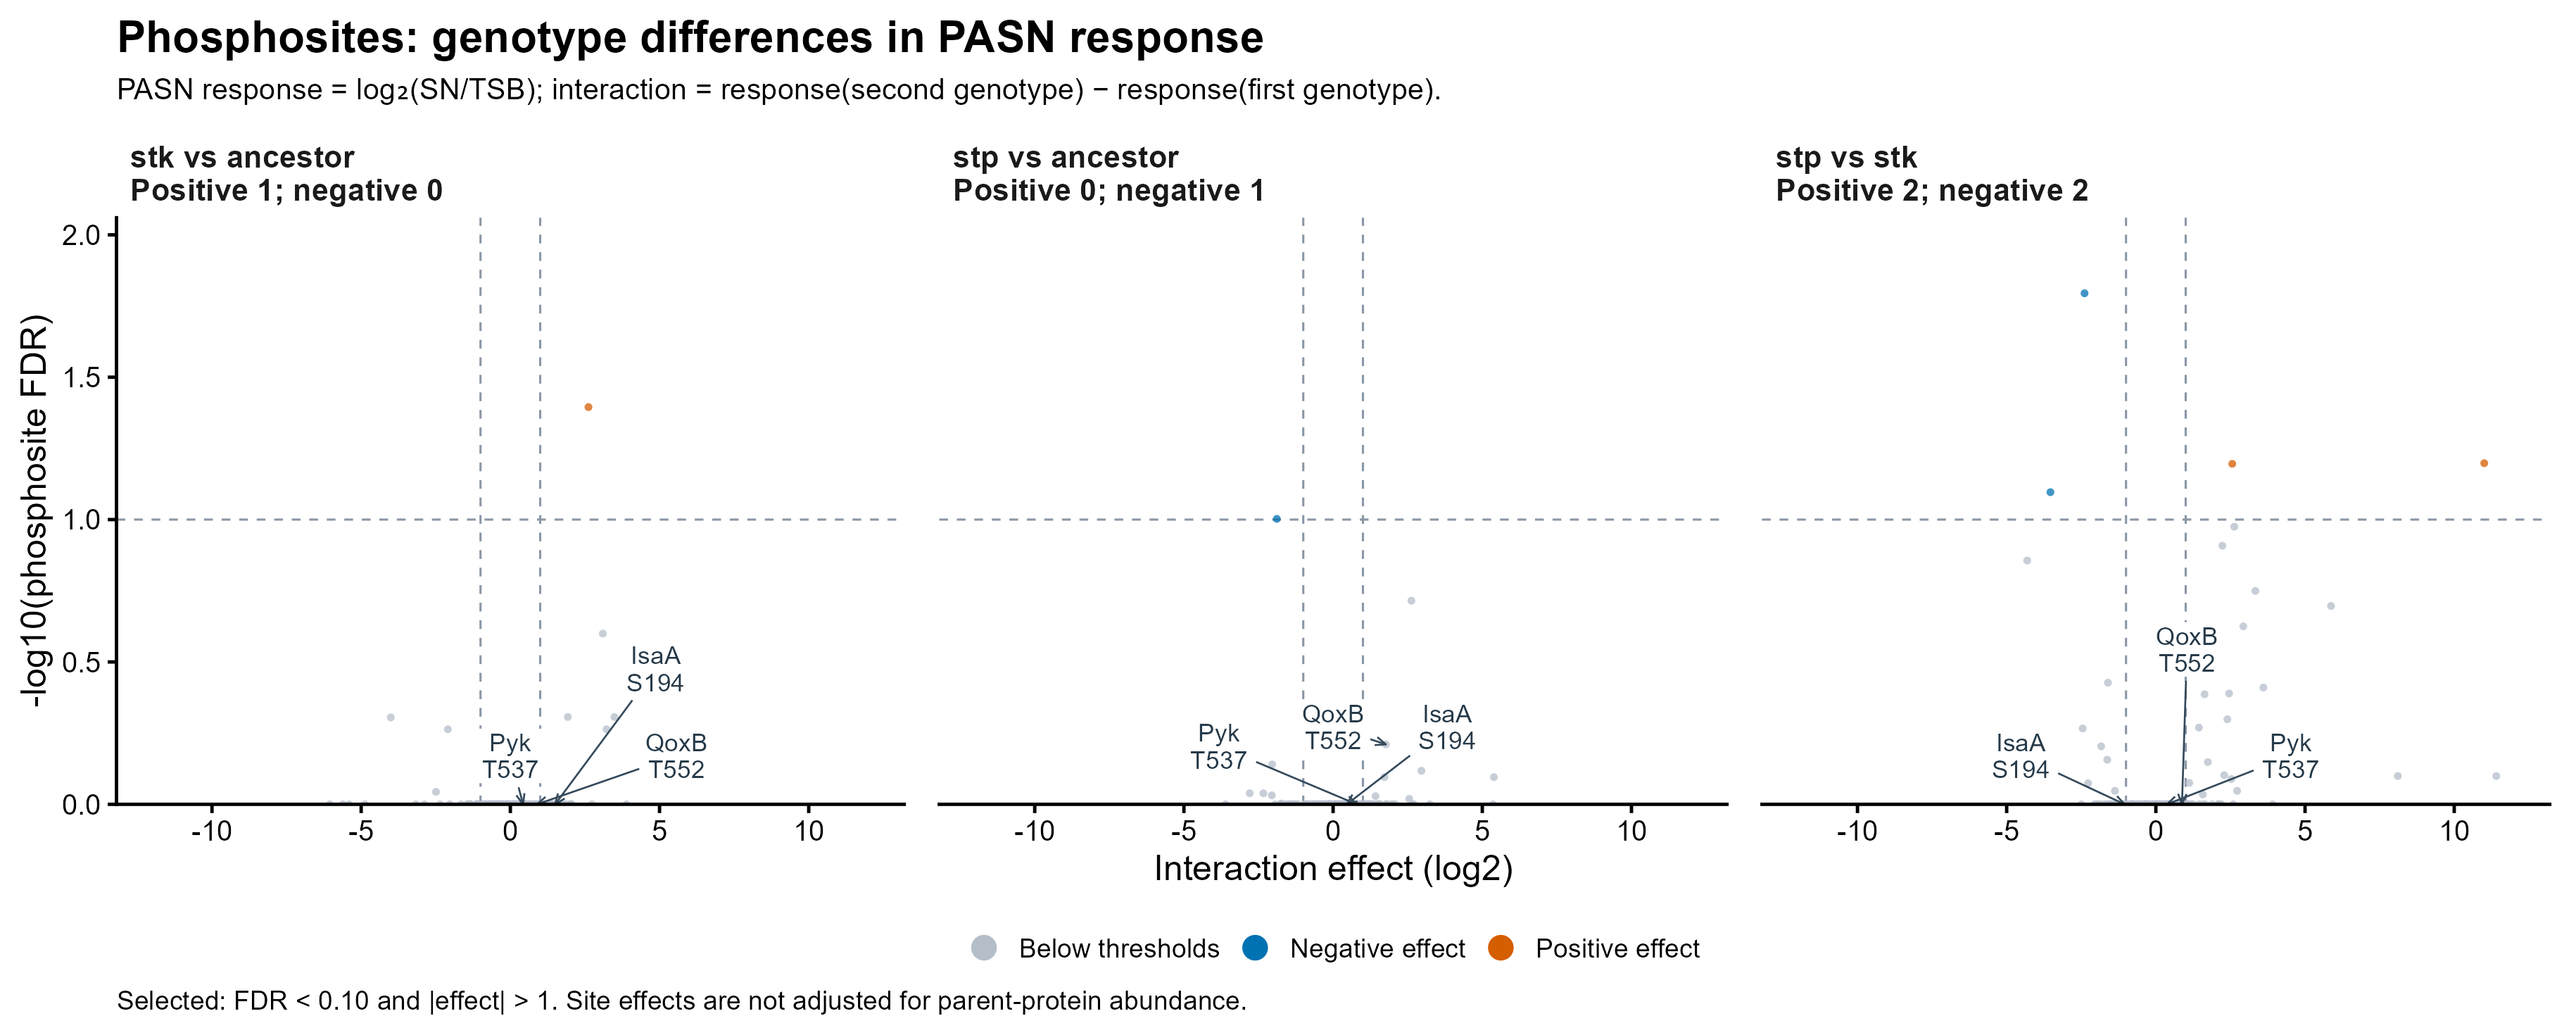 Phosphosites: genotype differences in PASN response
PASN response = log₂(SN/TSB); interaction = response(second genotype) − response(first genotype).
stk vs ancestor
Positive 1; negative 0
stp vs ancestor
Positive 0; negative 1
stp vs stk
Positive 2; negative 2
-log10(phosphosite FDR)
2.0
1.5
1.0
0.5
0.0
IsaA
S194
Pyk
T537
QoxB
T552
-10 -5 0 5 10
Pyk
T537
QoxB
T552
IsaA
S194
-10 -5 0 5 10
QoxB
T552
IsaA
S194
Pyk
T537
-10 -5 0 5 10
Interaction effect (log2)
Below thresholds Negative effect Positive effect
Selected: FDR < 0.10 and |effect| > 1. Site effects are not adjusted for parent-protein abundance.